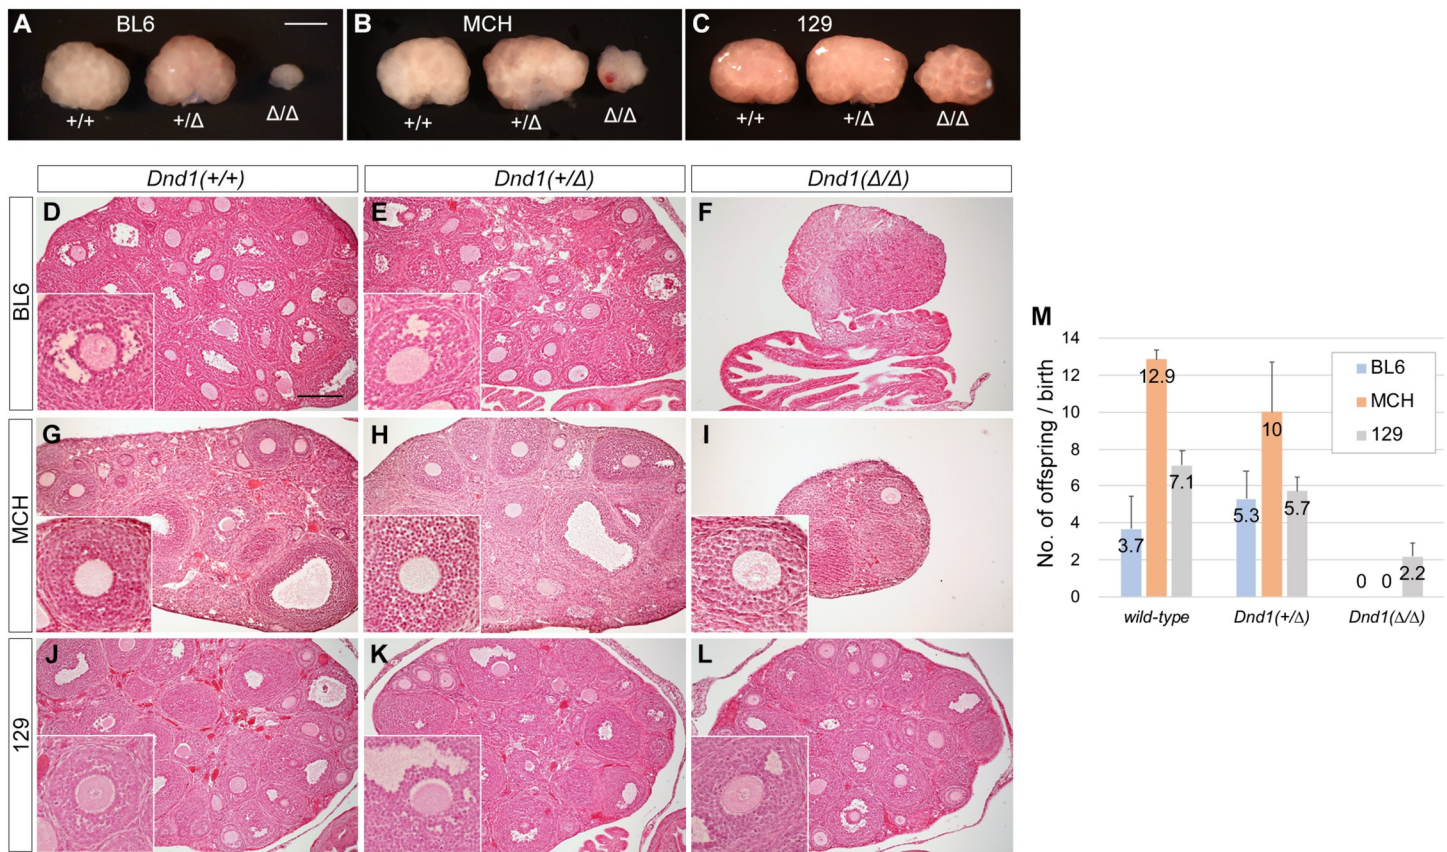 A BL6
+/+ +/Δ Δ/Δ
B MCH
+/+ +/Δ Δ/Δ
C 129
+/+ +/Δ Δ/Δ
Dnd1(+/+) Dnd1(+/Δ) Dnd1(Δ/Δ)
BL6
D E F
MCH
G H I
129
J K L
M
No. of offspring / birth
14
12
10
8
6
4
2
0
BL6
MCH
129
3.7 12.9 7.1
5.3 10 5.7
0 0 2.2
wild-type Dnd1(+/Δ) Dnd1(Δ/Δ)